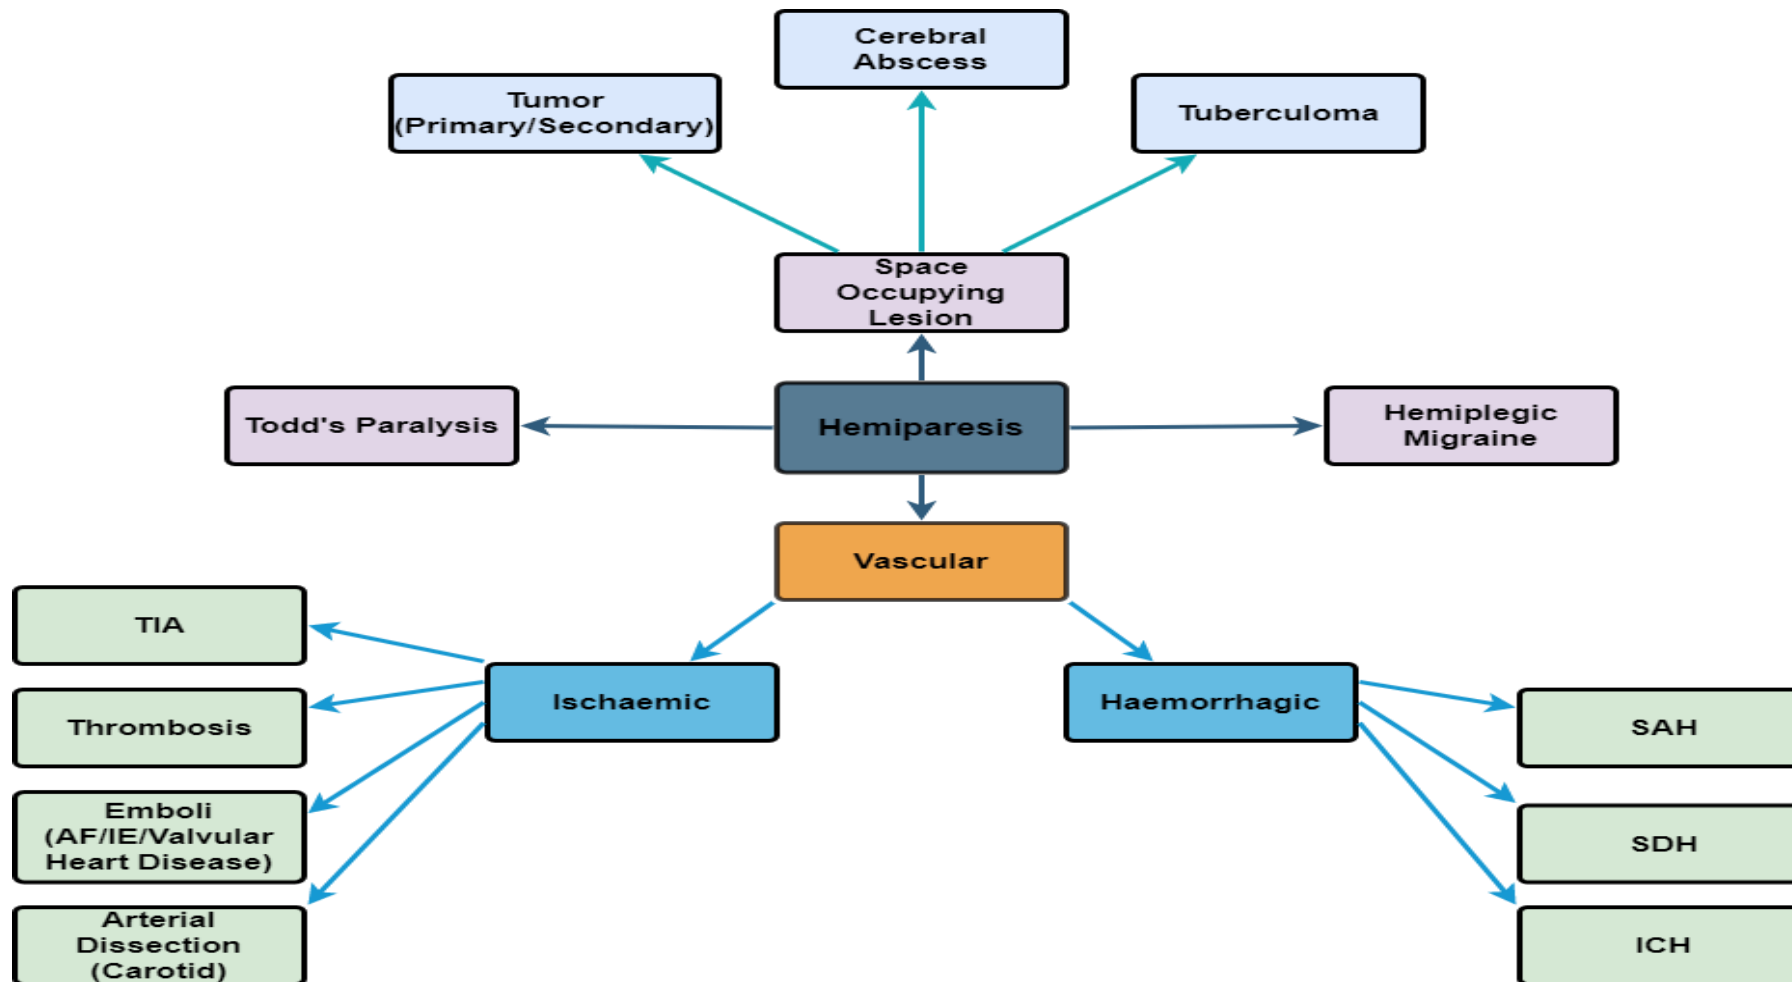 Cerebral
Abscess
Tumor
(Primary/Secondary)
Tuberculoma
Space
Occupying
Lesion
Todd's Paralysis
Hemiparesis
Hemiplegic
Migraine
Vascular
TIA
Ischaemic
Haemorrhagic
Thrombosis
SAH
Emboli
(AF/IE/Valvular
Heart Disease)
SDH
Arterial
Dissection
(Carotid)
ICH